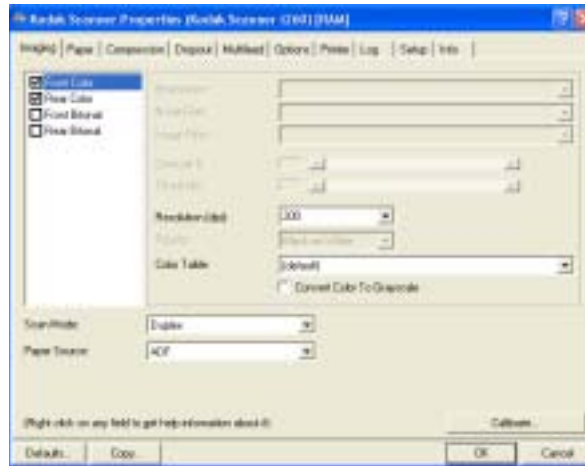 Kodak Scanner Properties (Kodak Scanner i260) [RAM]
Imaging Paper Compression Dropout Multifeed Options Printer Log Setup Info
Front Color
Rear Color
Front Bitonal
Rear Bitonal
Resolution (dpi) 200
Color Table: (default)
Convert Color To Grayscale
Scan Mode: Duplex
Paper Source: ADF
(Right click on any field to get help information about it)
Calibrate...
Defaults... Copy... OK Cancel